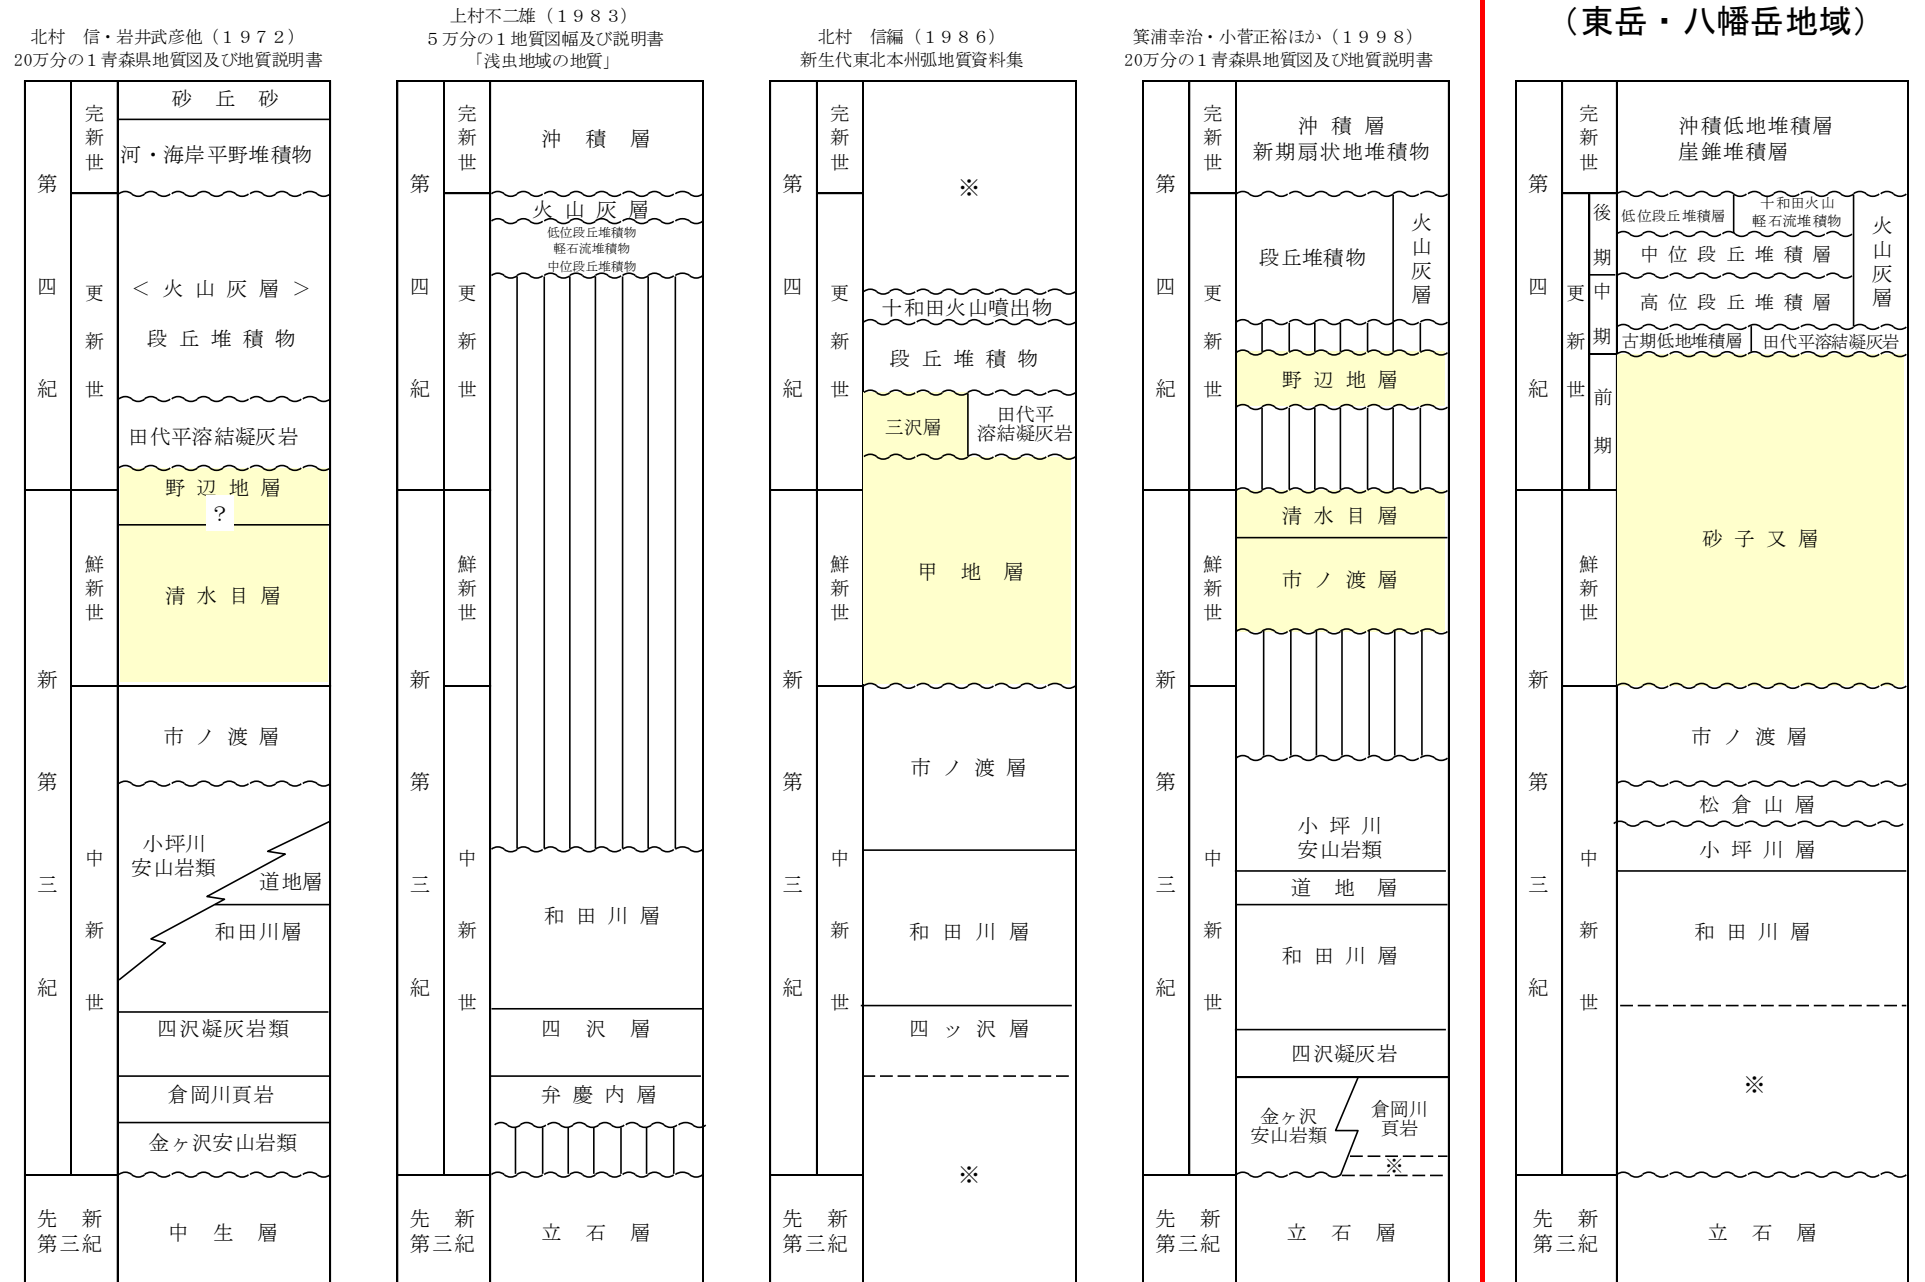 北村 信・岩井武彦他（１９７２）
20万分の１青森県地質図及び地質説明書
第四紀
新第三紀
先新
第三紀
完新世
更新世
鮮新世
中新世
砂丘砂
河・海岸平野堆積物
＜火山灰層＞
段丘堆積物
田代平溶結凝灰岩
野辺地層
？
清水目層
市ノ渡層
小坪川
安山岩類
道地層
和田川層
四沢凝灰岩類
倉岡川頁岩
金ヶ沢安山岩類
中生層
上村不二雄（１９８３）
５万分の１地質図幅及び説明書
「浅虫地域の地質」
第四紀
新第三紀
先新
第三紀
完新世
更新世
鮮新世
中新世
沖積層
火山灰層
低位段丘堆積物
軽石流堆積物
中位段丘堆積物
和田川層
四沢層
弁慶内層
立石層
北村 信編（１９８６）
新生代東北本州弧地質資料集
第四紀
新第三紀
先新
第三紀
完新世
更新世
鮮新世
中新世
※
十和田火山噴出物
段丘堆積物
三沢層
田代平
溶結凝灰岩
甲地層
市ノ渡層
和田川層
四ッ沢層
※
箕浦幸治・小菅正裕ほか（１９９８）
20万分の１青森県地質図及び地質説明書
第四紀
新第三紀
先新
第三紀
完新世
更新世
鮮新世
中新世
沖積層
新期扇状地堆積物
段丘堆積物
火山灰層
野辺地層
清水目層
市ノ渡層
小坪川
安山岩類
道地層
和田川層
四沢凝灰岩
金ヶ沢
安山岩類
倉岡川
頁岩
※
立石層
（東岳・八幡岳地域）
第四紀
新第三紀
先新
第三紀
完新世
更新世
後期
中期
前期
鮮新世
中新世
沖積低地堆積層
崖錐堆積層
低位段丘堆積層
十和田火山
軽石流堆積物
火山灰層
中位段丘堆積層
高位段丘堆積層
古期低地堆積層
田代平溶結凝灰岩
砂子又層
市ノ渡層
松倉山層
小坪川層
和田川層
※
立石層